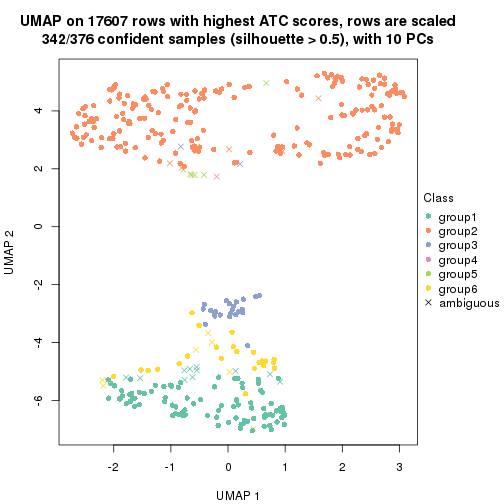 UMAP on 17607 rows with highest ATC scores, rows are scaled
342/376 confident samples (silhouette > 0.5), with 10 PCs
4
2
0
-2
-4
-6
UMAP 2
-2
-1
0
1
2
3
UMAP 1
Class
group1
group2
group3
group4
group5
group6
ambiguous